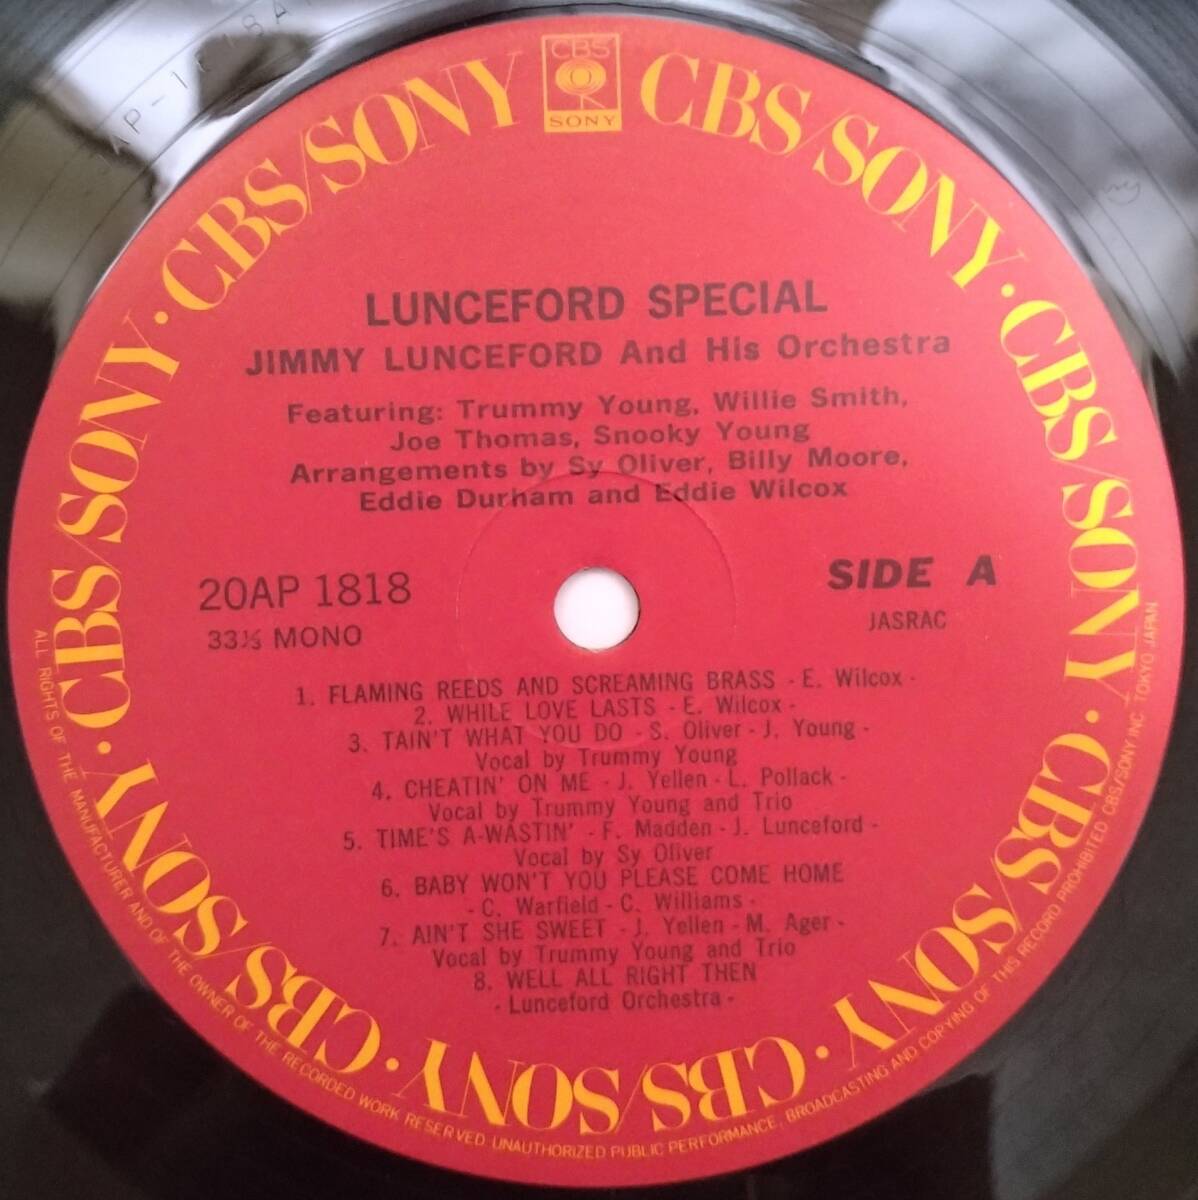 CBS
SONY
CBS/SONY · CBS/SONY · CBS/SONY · CBS/SONY · CBS/SONY · CBS/SONY · CBS/SONY · CBS/SONY · CBS/SONY · CBS/SONY
LUNCEFORD SPECIAL
JIMMY LUNCEFORD And His Orchestra
Featuring: Trummy Young, Willie Smith,
Joe Thomas, Snooky Young
Arrangements by Sy Oliver, Billy Moore,
Eddie Durham and Eddie Wilcox
20AP 1818
SIDE A
33⅓ MONO
JASRAC
1. FLAMING REEDS AND SCREAMING BRASS - E. Wilcox -
2. WHILE LOVE LASTS - E. Wilcox -
3. TAIN'T WHAT YOU DO - S. Oliver - J. Young -
Vocal by Trummy Young
4. CHEATIN' ON ME - J. Yellen - L. Pollack -
Vocal by Trummy Young and Trio
5. TIME'S A-WASTIN' - F. Madden - J. Lunceford -
Vocal by Sy Oliver
6. BABY WON'T YOU PLEASE COME HOME
- C. Warfield - C. Williams -
7. AIN'T SHE SWEET - J. Yellen - M. Ager -
Vocal by Trummy Young and Trio
8. WELL ALL RIGHT THEN
- Lunceford Orchestra -
ALL RIGHTS OF THE MANUFACTURER AND OF THE OWNER OF THE RECORDED WORK RESERVED. UNAUTHORIZED PUBLIC PERFORMANCE, BROADCASTING AND COPYING OF THIS RECORD PROHIBITED CBS/SONY INC. TOKYO JAPAN